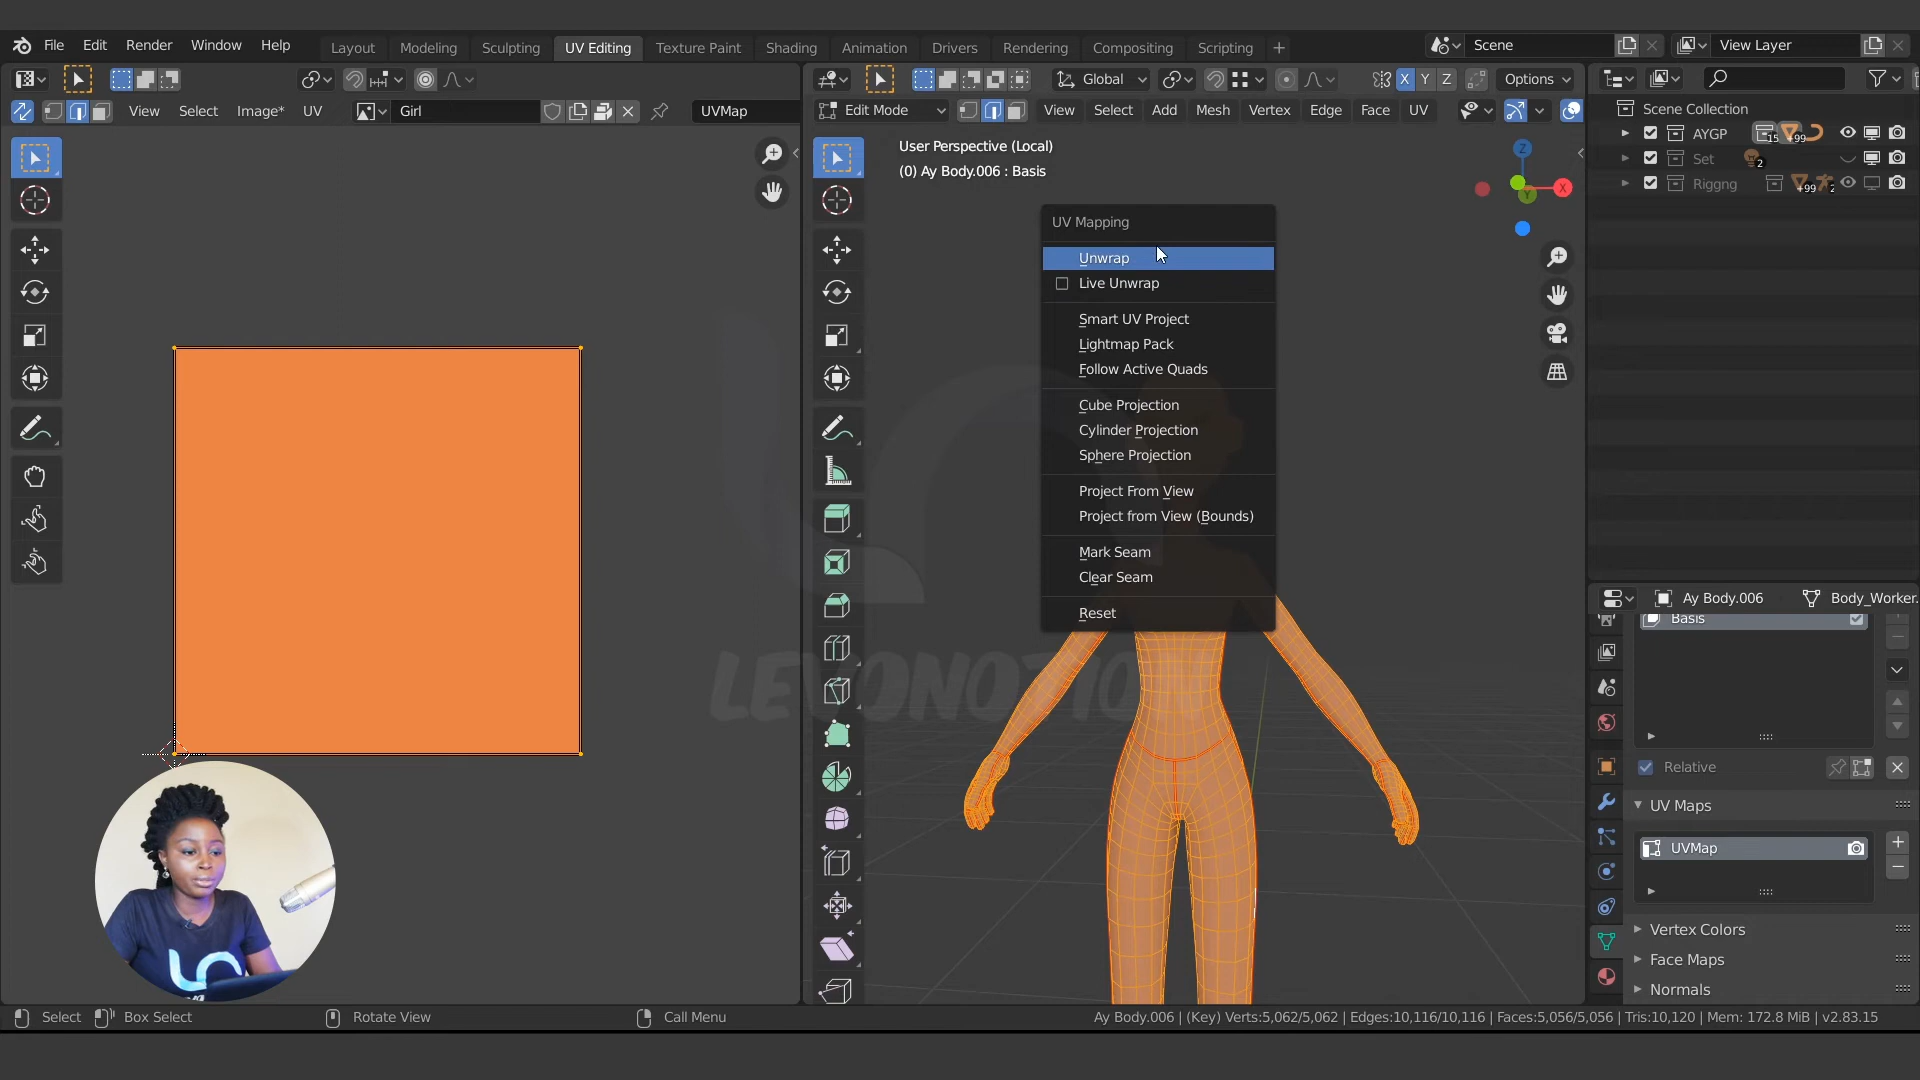 File Edit Render Window Help Layout Modeling Sculpting UV Editing Texture Paint Shading Animation Drivers Rendering Compositing Scripting + Scene View Layer
Global X Y Z Options
View Select Image* UV Girl UVMap
Edit Mode View Select Add Mesh Vertex Edge Face UV
Scene Collection
AYGP 15 +99
Set 2
Riggng +99 2
User Perspective (Local)
(0) Ay Body.006 : Basis
Z
Y
X
UV Mapping
Unwrap
Live Unwrap
Smart UV Project
Lightmap Pack
Follow Active Quads
Cube Projection
Cylinder Projection
Sphere Projection
Project From View
Project from View (Bounds)
Mark Seam
Clear Seam
Reset
Ay Body.006 Body_Worker.
Basis
Relative
UV Maps
UVMap
Vertex Colors
Face Maps
Normals
Select Box Select Rotate View Call Menu
Ay Body.006 | (Key) Verts:5,062/5,062 | Edges:10,116/10,116 | Faces:5,056/5,056 | Tris:10,120 | Mem: 172.8 MiB | v2.83.15